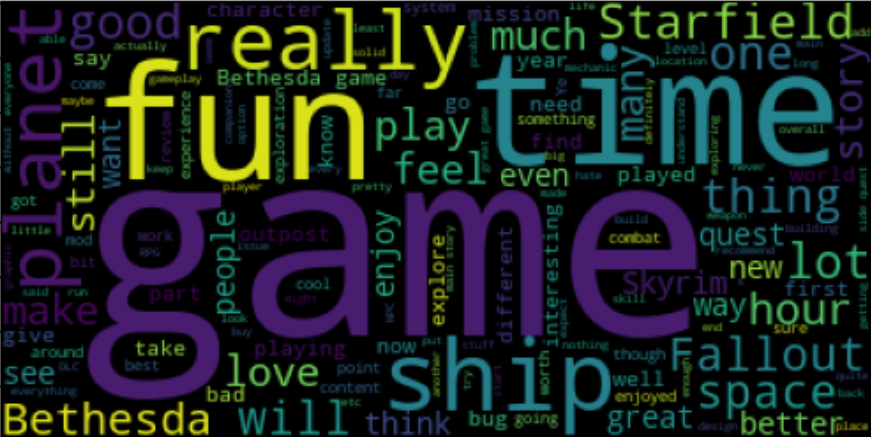 character
system
mission
life
good
really
much
Starfield
add
able
actually
say
planet
fun
time
one
many
story
Bethesda game
year
level
location
go
need
something
find
big
play
feel
even
played
world
still
want
maybe
gameplay
review
experience
companion
option
exploration
know
day
far
keep
every
pretty
great game
hate
never
definitely
understand
exploring
overall
main
long
mechanic
problem
least
solid
update
without
everyone
got
little
player
made
thing
game
mod
bit
work
RPG
issue
people
outpost
cool
might
look
buy
enjoy
explore
main story
NPC
different
interesting
expect
build
combat
weapon
building
quest
recommend
side quest
new
lot
Skyrim
skill
way
hour
first
getting
end
sure
graphic
said
run
make
part
give
take
playing
now
put
stuff
nothing
though
Fallout
around
DLC
best
see
love
point
content
another
try
start
ship
worth
well
enough
space
quite
back
everything
bad
etc
enjoyed
Bethesda
will
think
bug
going
great
design
better
place